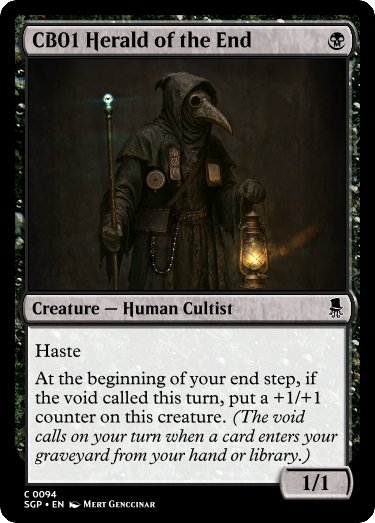 CB01 Herald of the End
Creature — Human Cultist
Haste
At the beginning of your end step, if
the void called this turn, put a +1/+1
counter on this creature. (The void
calls on your turn when a card enters your
graveyard from your hand or library.)
1/1
C 0094
SGP • EN Mert Genccinar